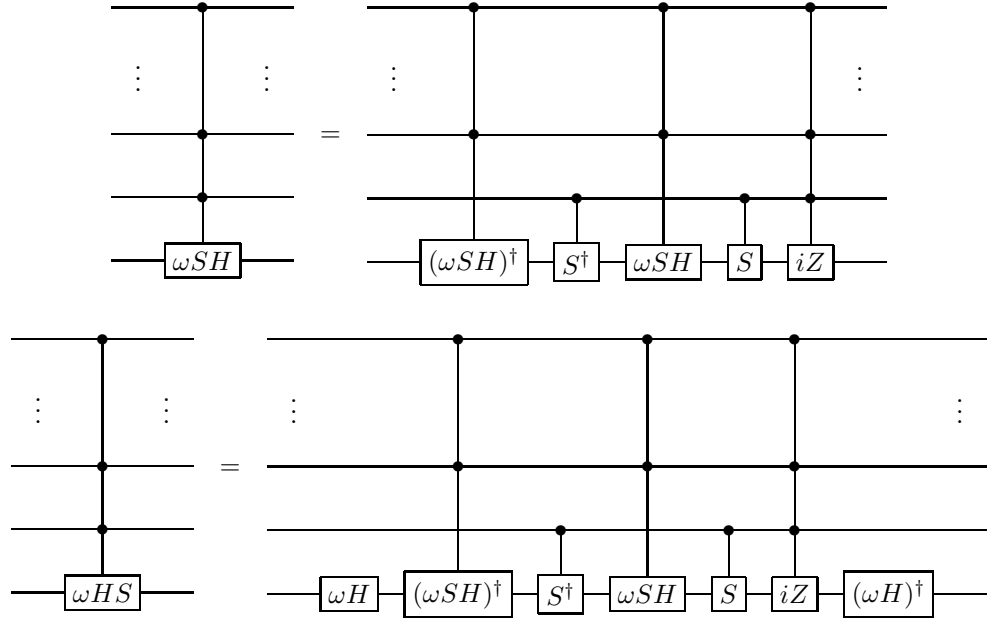 ⋮ ⋮ ⋮ ⋮
=
ωSH (ωSH)† S† ωSH S iZ
⋮ ⋮ ⋮ ⋮
=
ωHS ωH (ωSH)† S† ωSH S iZ (ωH)†